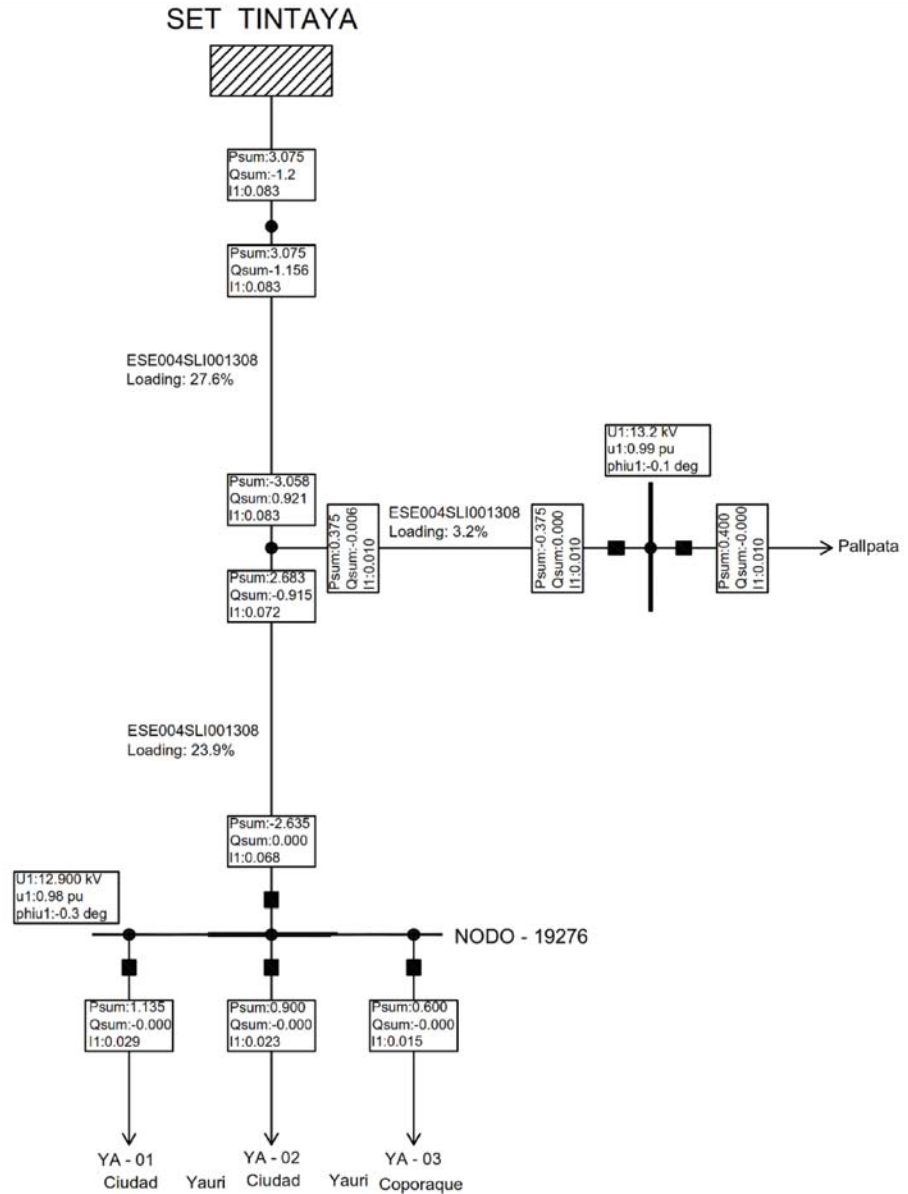 SET TINTAYA
Psum:3.075
Qsum:-1.2
I1:0.083
Psum:3.075
Qsum-1.156
I1:0.083
ESE004SLI001308
Loading: 27.6%
U1:13.2 kV
u1:0.99 pu
phiu1:-0.1 deg
Psum:-3.058
Qsum:0.921
I1:0.083
Psum:0.375
Qsum:-0.006
I1:0.010
ESE004SLI001308
Loading: 3.2%
Psum:-0.375
Qsum:0.000
I1:0.010
Psum:0.400
Qsum:-0.000
I1:0.010
Pallpata
Psum:2.683
Qsum:-0.915
I1:0.072
ESE004SLI001308
Loading: 23.9%
Psum:-2.635
Qsum:0.000
I1:0.068
U1:12.900 kV
u1:0.98 pu
phiu1:-0.3 deg
NODO - 19276
Psum:1.135
Qsum:-0.000
I1:0.029
Psum:0.900
Qsum:-0.000
I1:0.023
Psum:0.600
Qsum:-0.000
I1:0.015
YA - 01 YA - 02 YA - 03
Ciudad Yauri Ciudad Yauri Coporaque